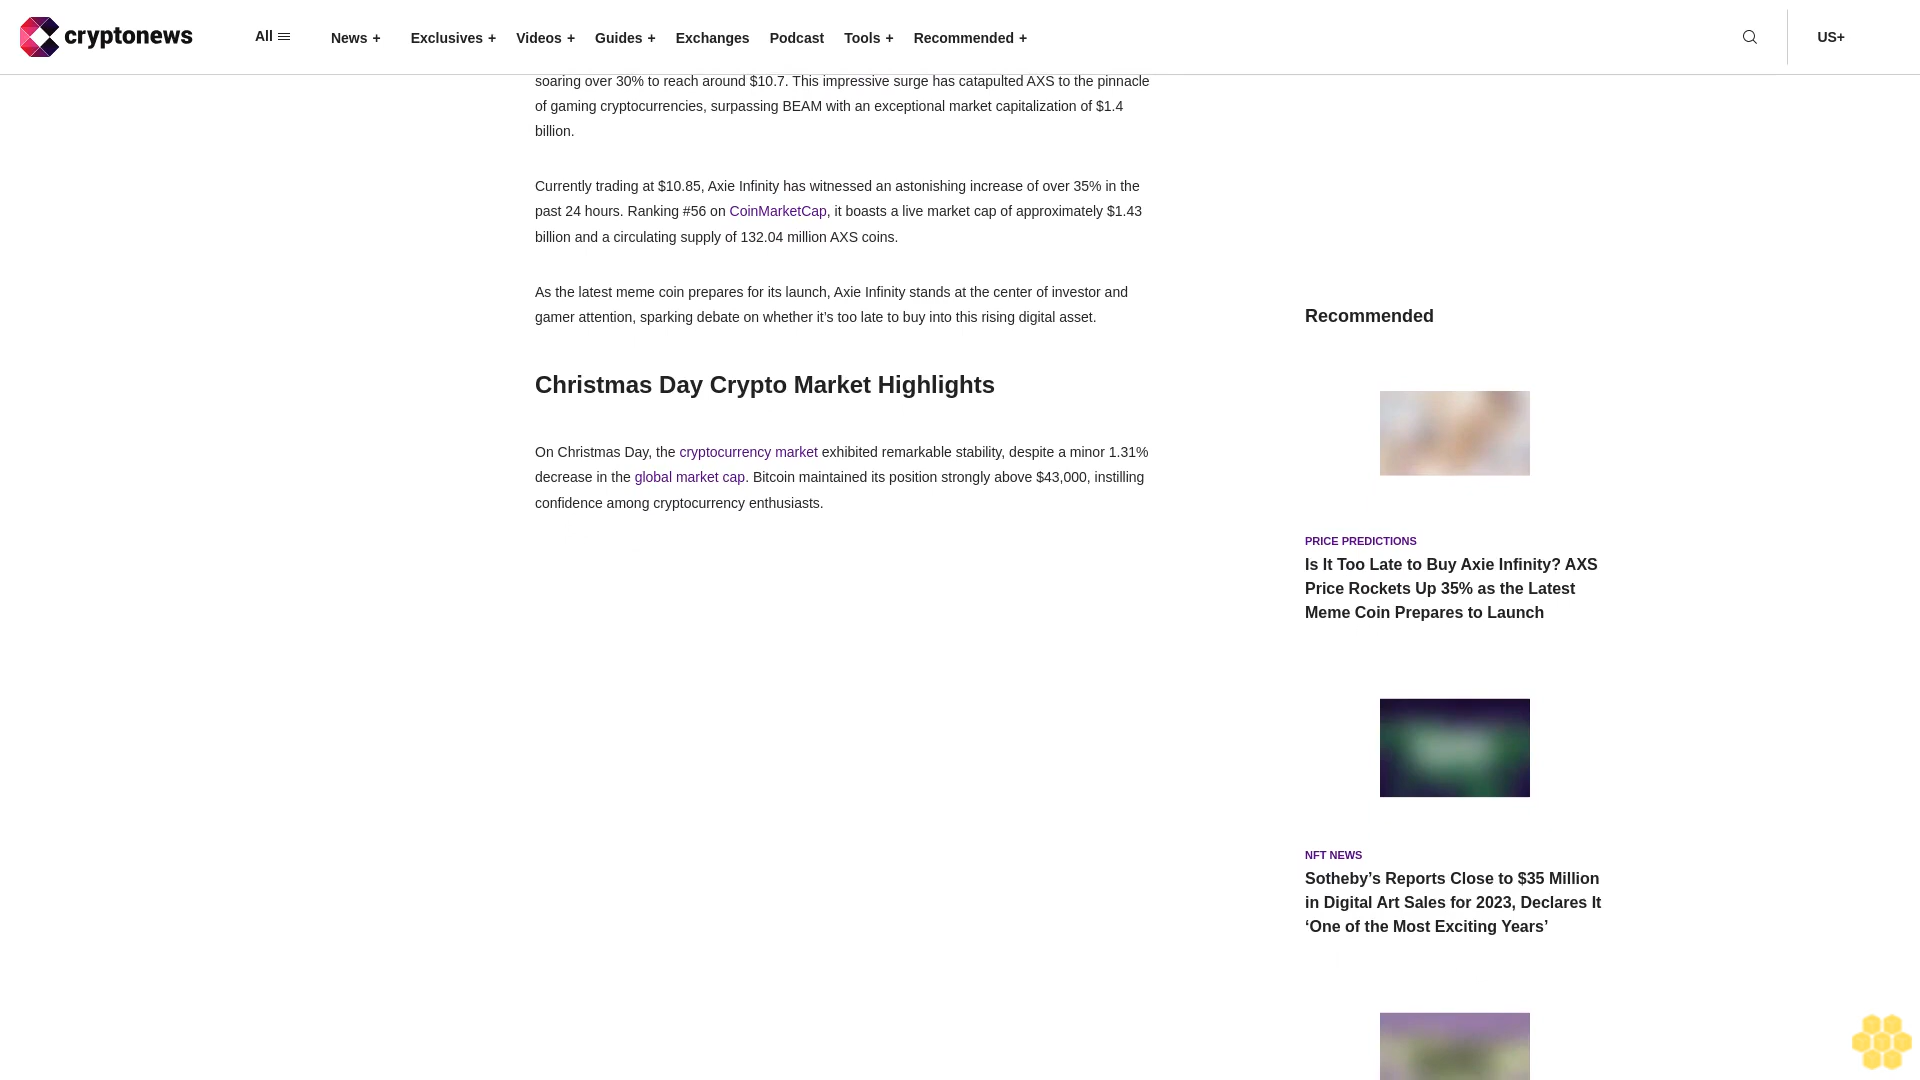 cryptonews
All
News +
Exclusives +
Videos +
Guides +
Exchanges
Podcast
Tools +
Recommended +
US+
soaring over 30% to reach around $10.7. This impressive surge has catapulted AXS to the pinnacle
of gaming cryptocurrencies, surpassing BEAM with an exceptional market capitalization of $1.4
billion.
Currently trading at $10.85, Axie Infinity has witnessed an astonishing increase of over 35% in the
past 24 hours. Ranking #56 on CoinMarketCap, it boasts a live market cap of approximately $1.43
billion and a circulating supply of 132.04 million AXS coins.
As the latest meme coin prepares for its launch, Axie Infinity stands at the center of investor and
gamer attention, sparking debate on whether it’s too late to buy into this rising digital asset.
Christmas Day Crypto Market Highlights
On Christmas Day, the cryptocurrency market exhibited remarkable stability, despite a minor 1.31%
decrease in the global market cap. Bitcoin maintained its position strongly above $43,000, instilling
confidence among cryptocurrency enthusiasts.
Recommended
PRICE PREDICTIONS
Is It Too Late to Buy Axie Infinity? AXS
Price Rockets Up 35% as the Latest
Meme Coin Prepares to Launch
NFT NEWS
Sotheby’s Reports Close to $35 Million
in Digital Art Sales for 2023, Declares It
‘One of the Most Exciting Years’